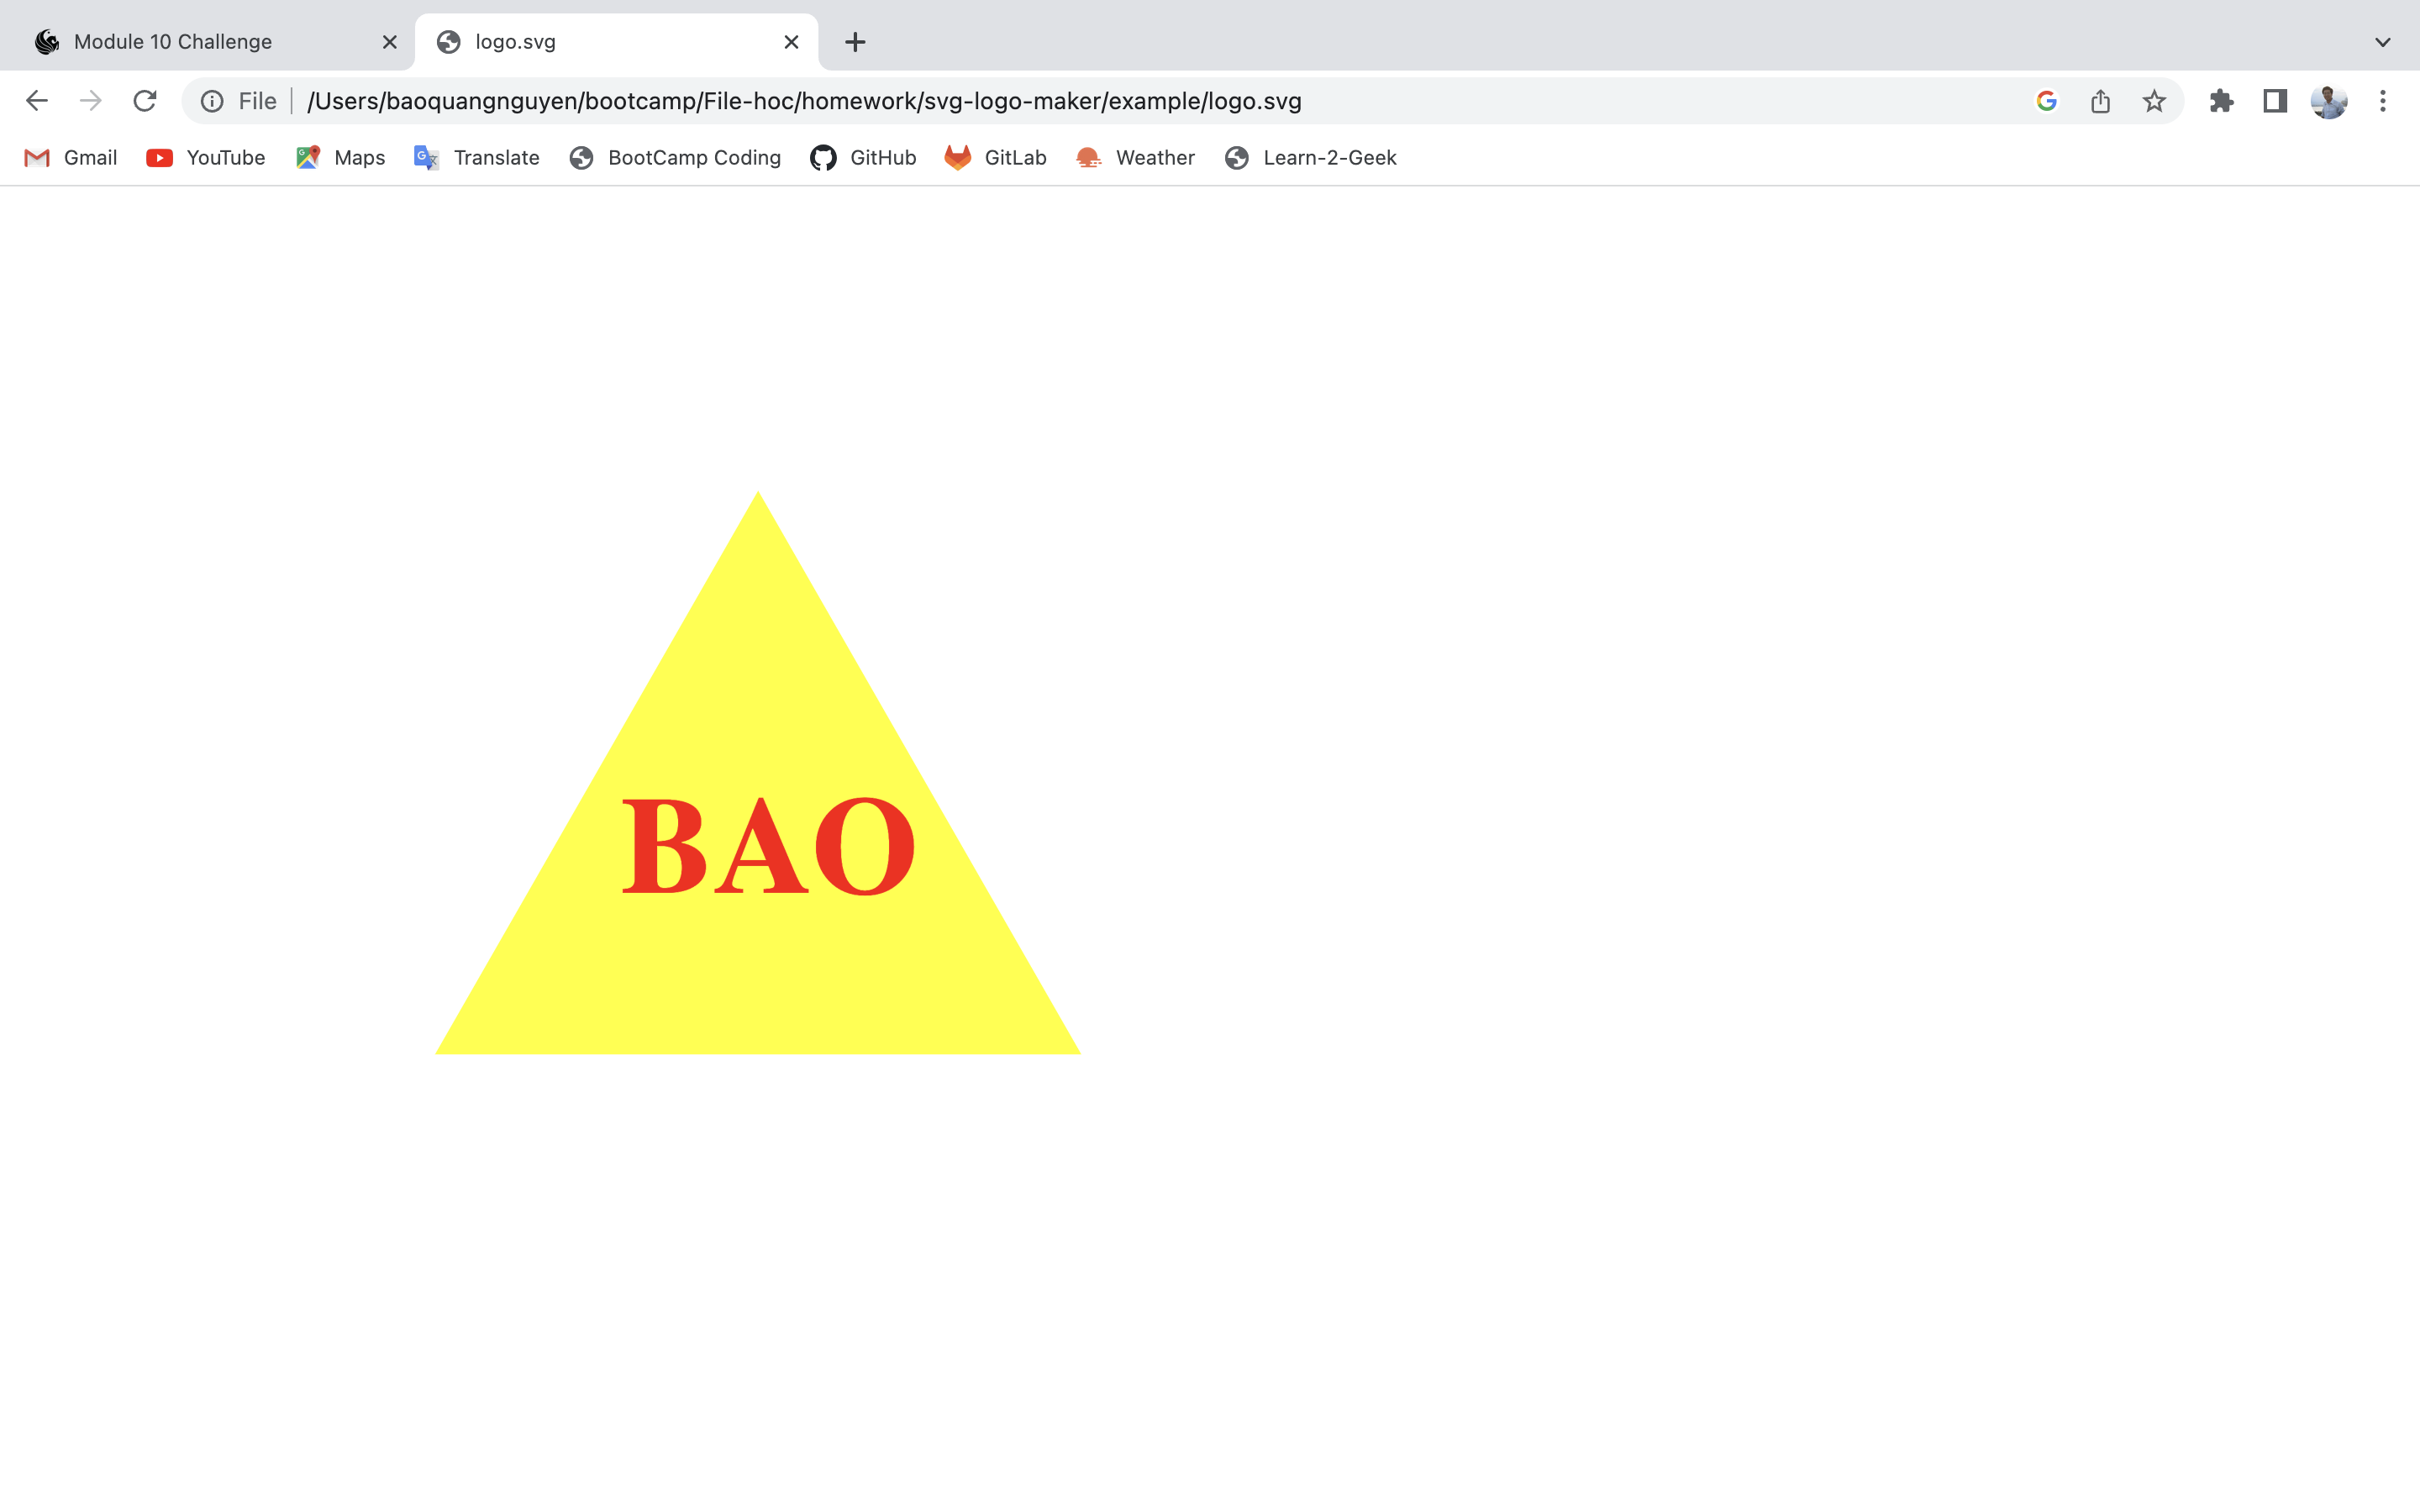 Module 10 Challenge
logo.svg
File
/Users/baoquangnguyen/bootcamp/File-hoc/homework/svg-logo-maker/example/logo.svg
Gmail YouTube Maps Translate BootCamp Coding GitHub GitLab Weather Learn-2-Geek
BAO